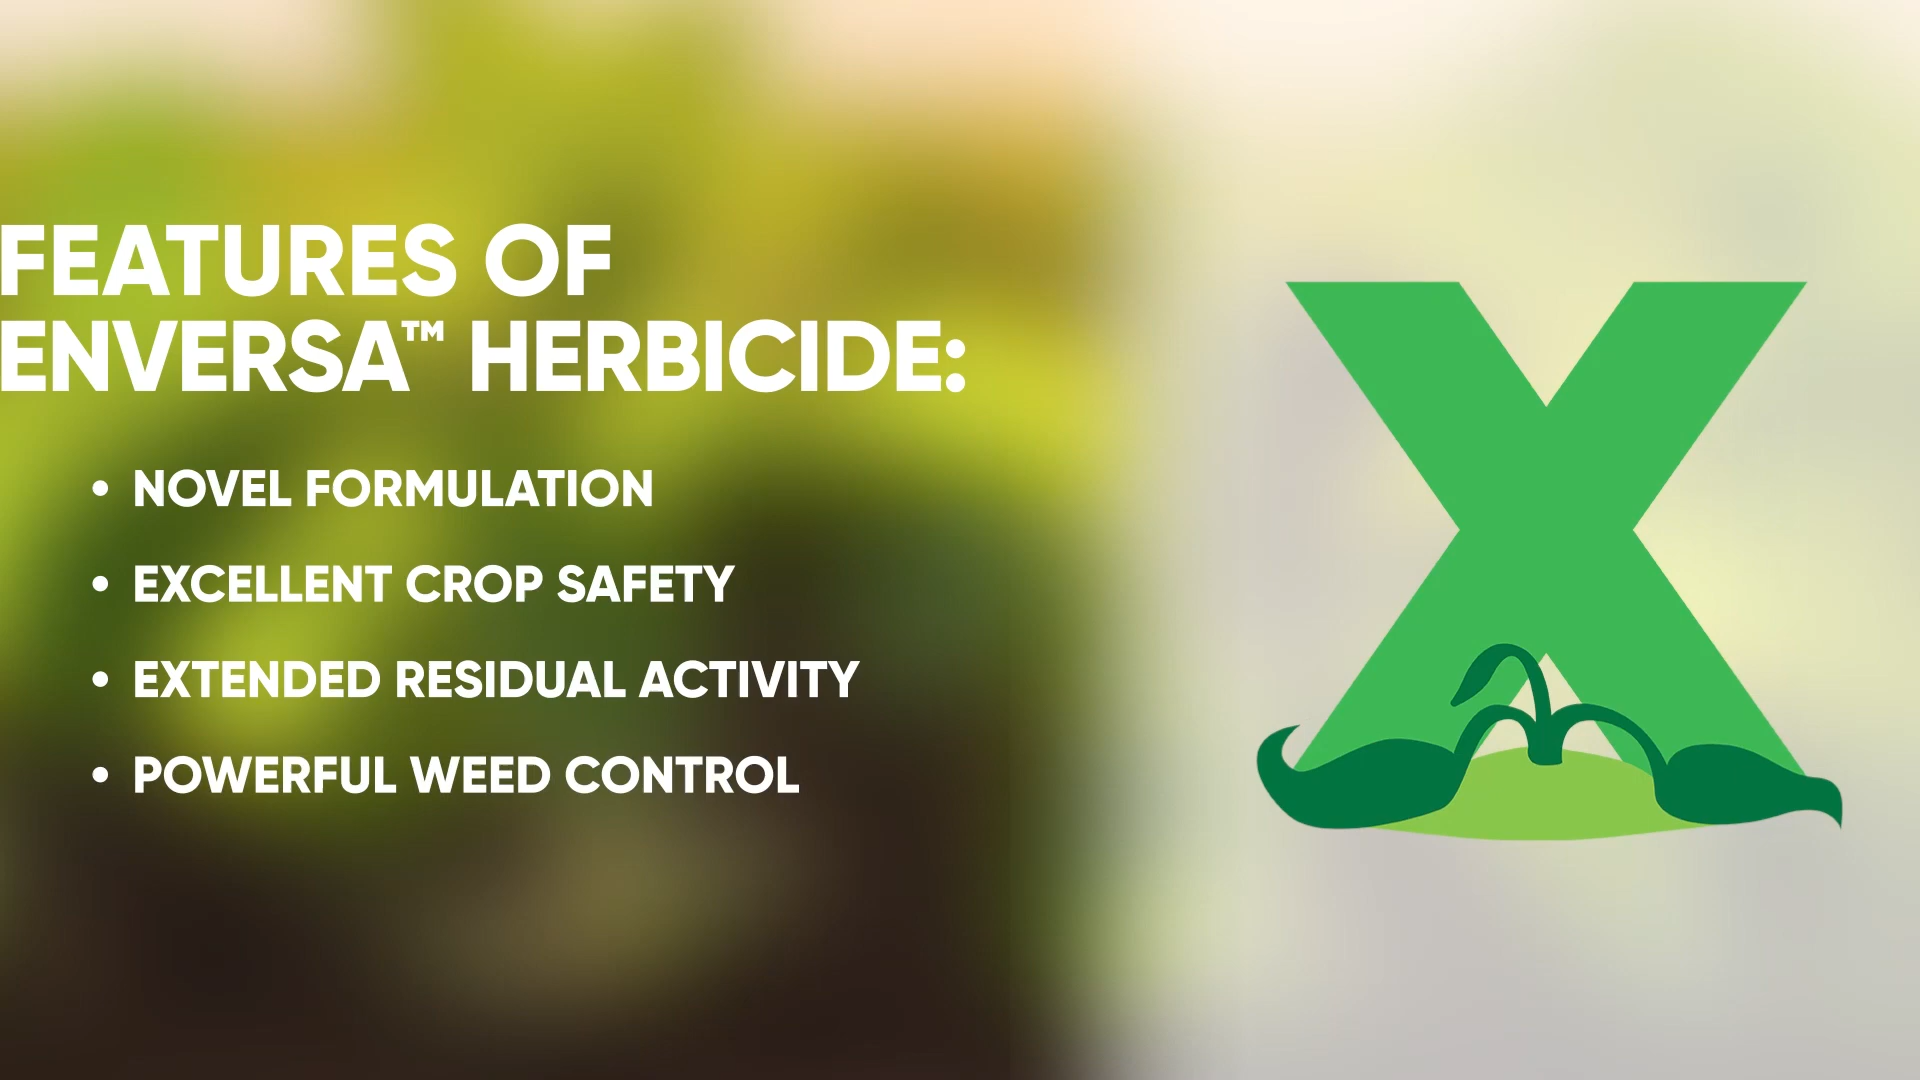 FEATURES OF
ENVERSA™ HERBICIDE:
• NOVEL FORMULATION
• EXCELLENT CROP SAFETY
• EXTENDED RESIDUAL ACTIVITY
• POWERFUL WEED CONTROL
X